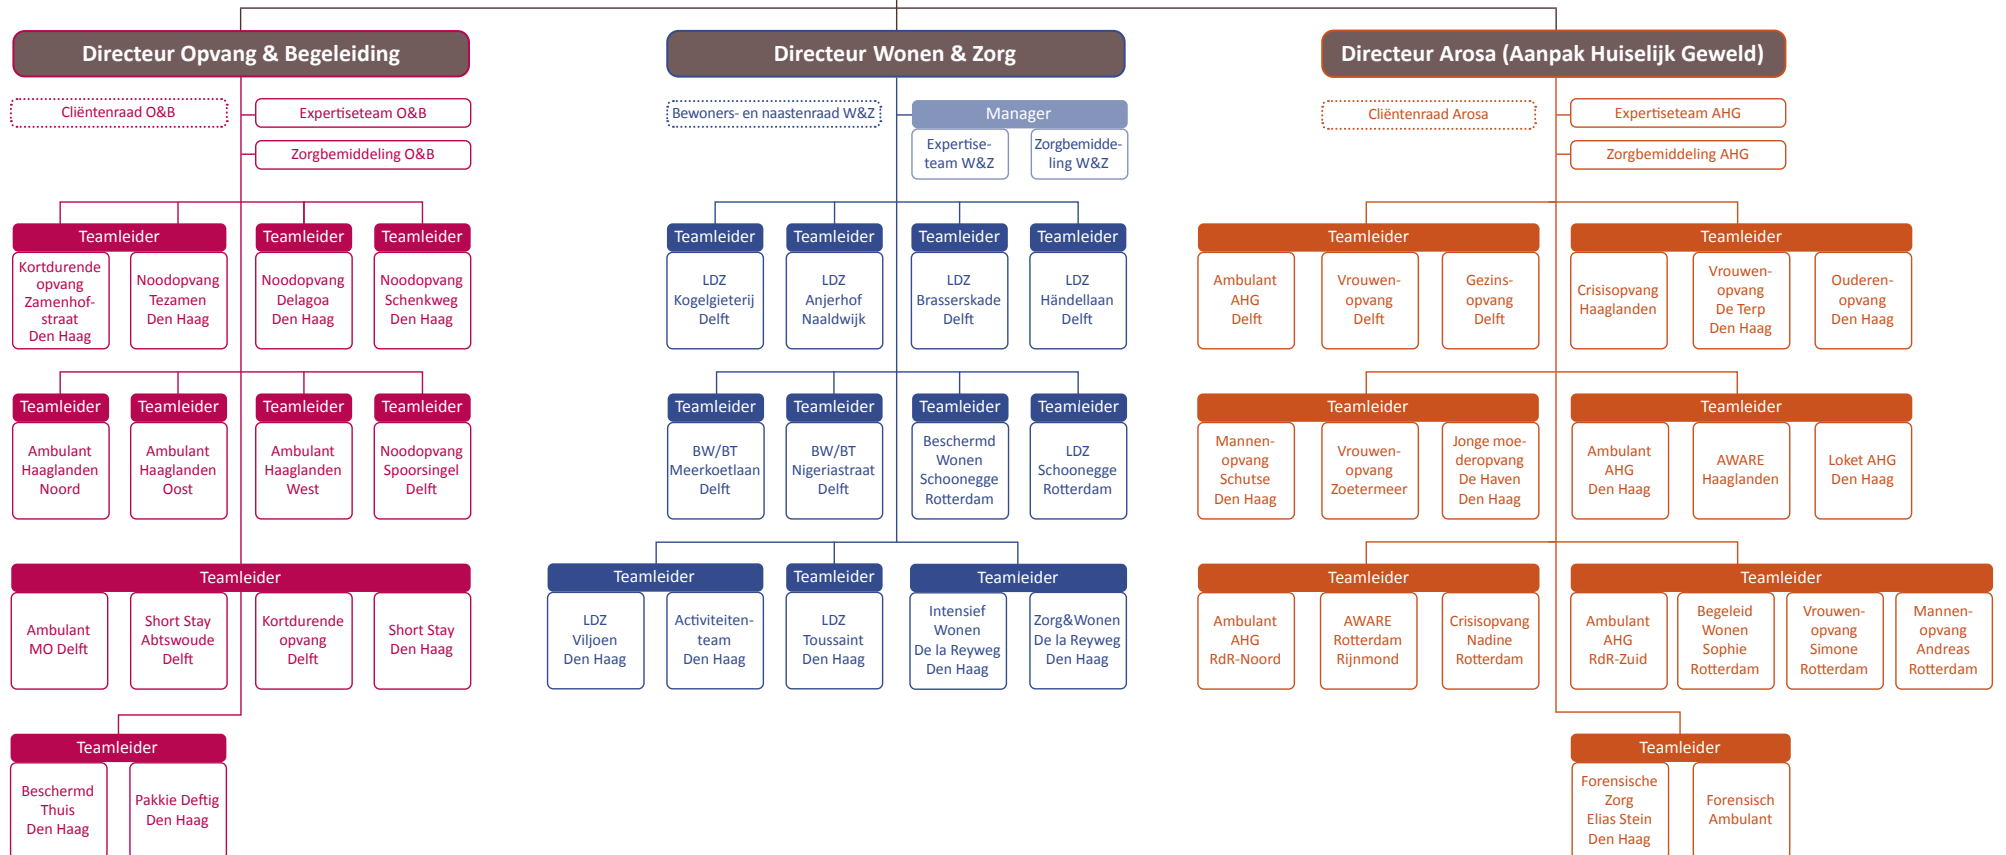 Directeur Opvang & Begeleiding
Cliëntenraad O&B
Expertiseteam O&B
Zorgbemiddeling O&B
Teamleider
Kortdurende
opvang
Zamenhof-
straat
Den Haag
Noodopvang
Tezamen
Den Haag
Teamleider
Noodopvang
Delagoa
Den Haag
Teamleider
Noodopvang
Schenkweg
Den Haag
Teamleider
Ambulant
Haaglanden
Noord
Teamleider
Ambulant
Haaglanden
Oost
Teamleider
Ambulant
Haaglanden
West
Teamleider
Noodopvang
Spoorsingel
Delft
Teamleider
Ambulant
MO Delft
Short Stay
Abtswoude
Delft
Kortdurende
opvang
Delft
Short Stay
Den Haag
Teamleider
Beschermd
Thuis
Den Haag
Pakkie Deftig
Den Haag
Directeur Wonen & Zorg
Bewoners- en naastenraad W&Z
Manager
Expertise-
team W&Z
Zorgbemidde-
ling W&Z
Teamleider
LDZ
Kogelgieterij
Delft
Teamleider
LDZ
Anjerhof
Naaldwijk
Teamleider
LDZ
Brasserskade
Delft
Teamleider
LDZ
Händellaan
Delft
Teamleider
BW/BT
Meerkoetlaan
Delft
Teamleider
BW/BT
Nigeriastraat
Delft
Teamleider
Beschermd
Wonen
Schoonegge
Rotterdam
Teamleider
LDZ
Schoonegge
Rotterdam
Teamleider
LDZ
Viljoen
Den Haag
Activiteiten-
team
Den Haag
Teamleider
LDZ
Toussaint
Den Haag
Teamleider
Intensief
Wonen
De la Reyweg
Den Haag
Zorg&Wonen
De la Reyweg
Den Haag
Directeur Arosa (Aanpak Huiselijk Geweld)
Cliëntenraad Arosa
Expertiseteam AHG
Zorgbemiddeling AHG
Teamleider
Ambulant
AHG
Delft
Vrouwen-
opvang
Delft
Gezins-
opvang
Delft
Teamleider
Crisisopvang
Haaglanden
Vrouwen-
opvang
De Terp
Den Haag
Ouderen-
opvang
Den Haag
Teamleider
Mannen-
opvang
Schutse
Den Haag
Vrouwen-
opvang
Zoetermeer
Jonge moe-
deropvang
De Haven
Den Haag
Teamleider
Ambulant
AHG
Den Haag
AWARE
Haaglanden
Loket AHG
Den Haag
Teamleider
Ambulant
AHG
RdR-Noord
AWARE
Rotterdam
Rijnmond
Crisisopvang
Nadine
Rotterdam
Teamleider
Ambulant
AHG
RdR-Zuid
Begeleid
Wonen
Sophie
Rotterdam
Vrouwen-
opvang
Simone
Rotterdam
Mannen-
opvang
Andreas
Rotterdam
Teamleider
Forensische
Zorg
Elias Stein
Den Haag
Forensisch
Ambulant